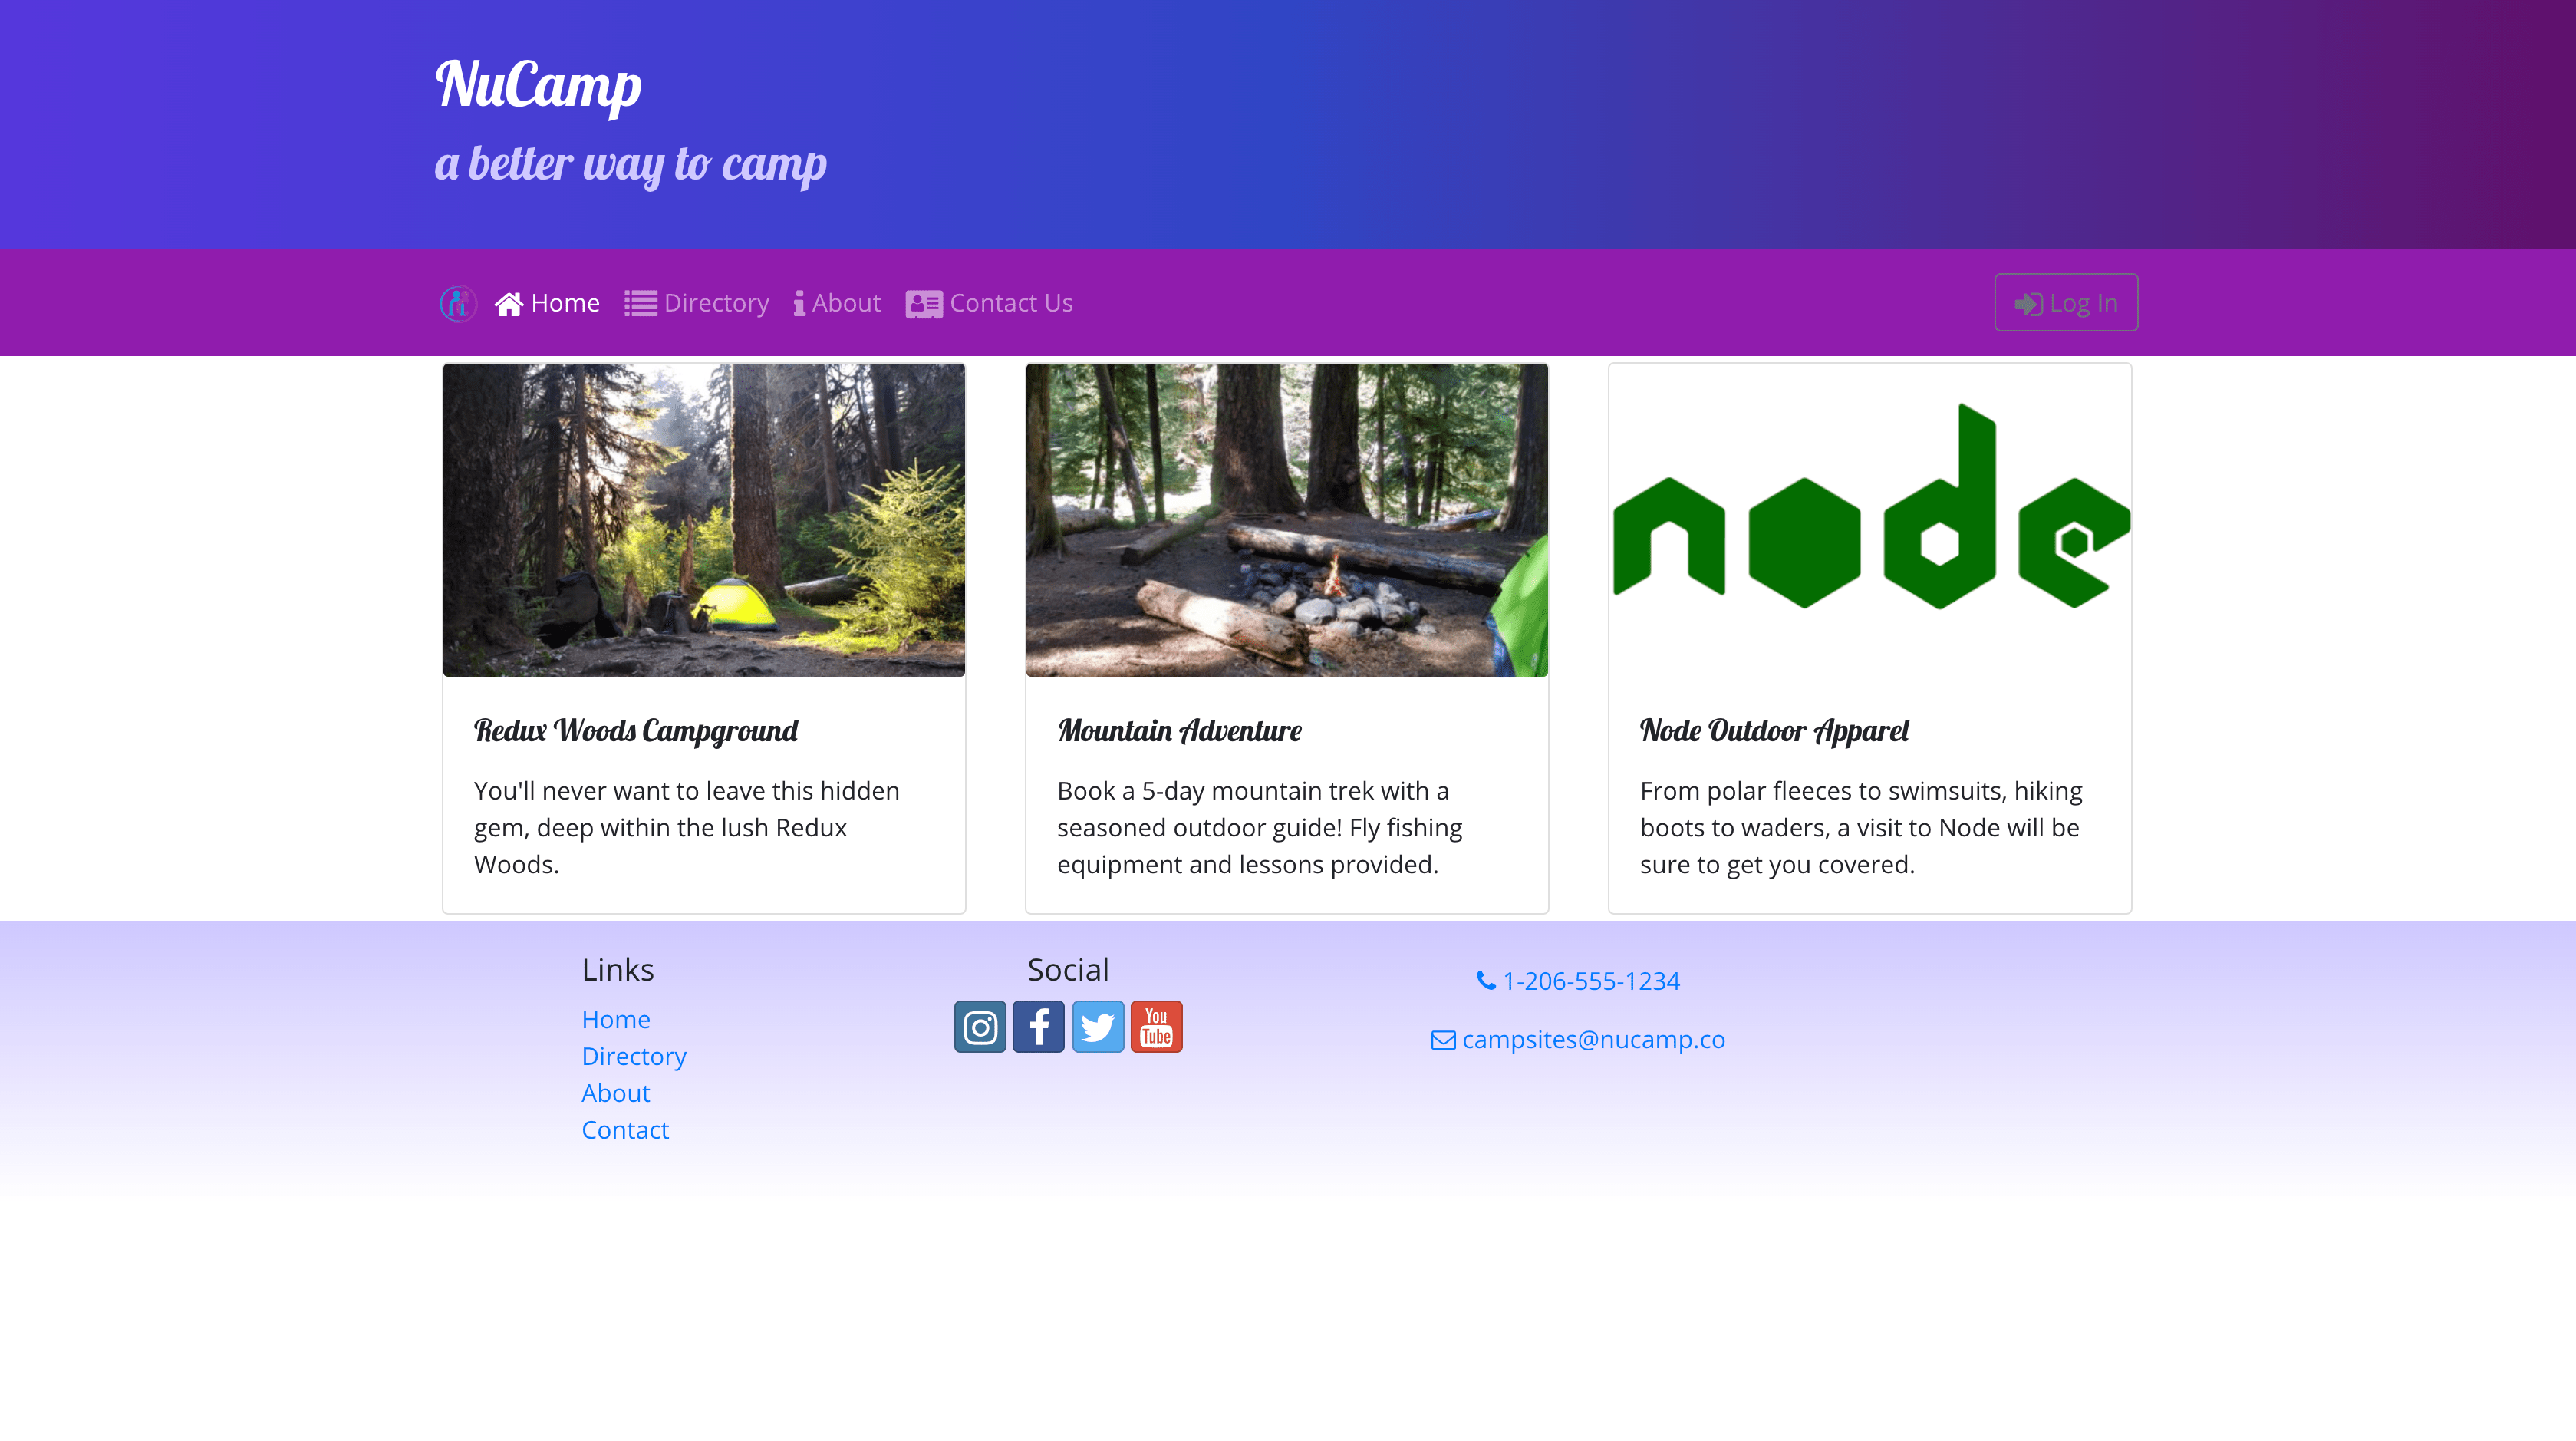 NuCamp
a better way to camp
Home Directory About Contact Us Log In
node
Redux Woods Campground
You'll never want to leave this hidden
gem, deep within the lush Redux
Woods.
Mountain Adventure
Book a 5-day mountain trek with a
seasoned outdoor guide! Fly fishing
equipment and lessons provided.
Node Outdoor Apparel
From polar fleeces to swimsuits, hiking
boots to waders, a visit to Node will be
sure to get you covered.
Links
Home
Directory
About
Contact
Social
You
Tube
1-206-555-1234
campsites@nucamp.co